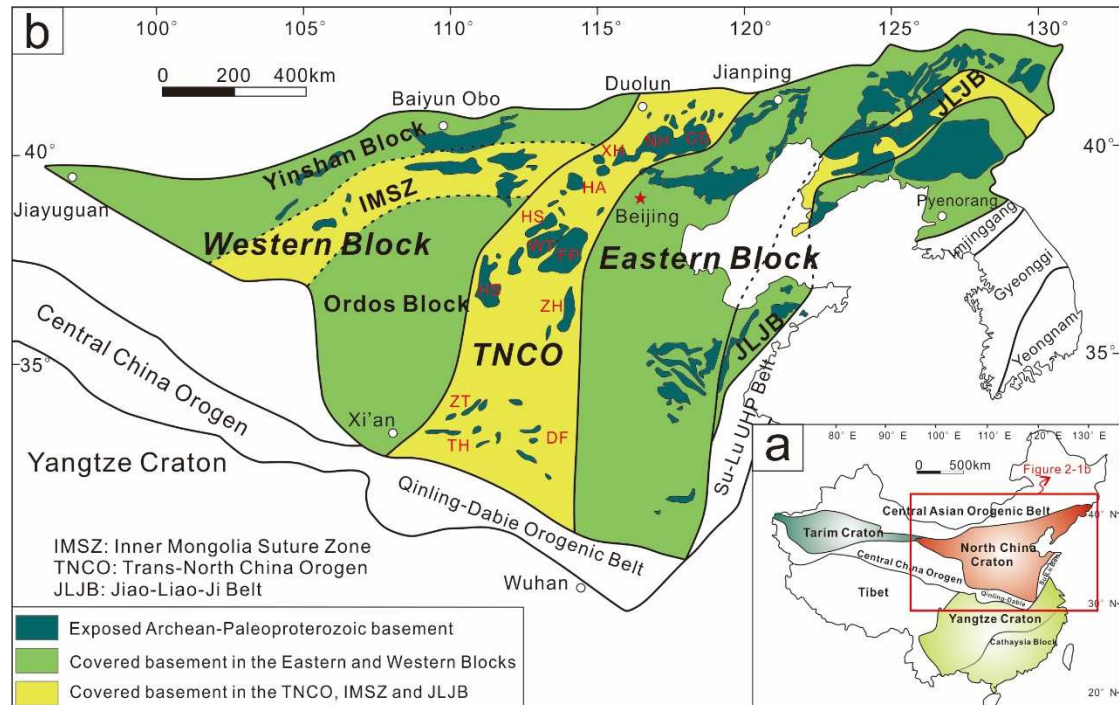 b
100°
105°
110°
115°
120°
125°
130°
0 200 400km
Duolun
Jianping
Baiyun Obo
JLJB
40°
Yinshan Block
XH
NH
CD
40°
IMSZ
HA
Jiayuguan
Beijing
Pyenorang
HS
Western Block
WT
FP
Eastern Block
Imjinggang
Gyeonggi
Ordos Block
ZH
Yeongnam
35°
TNCO
JLJB
35°
Central China Orogen
ZT
Xi'an
TH
DF
Su-Lu UHP Belt
Yangtze Craton
Qinling-Dabie Orogenic Belt
Wuhan
IMSZ: Inner Mongolia Suture Zone
TNCO: Trans-North China Orogen
JLJB: Jiao-Liao-Ji Belt
Exposed Archean-Paleoproterozoic basement
Covered basement in the Eastern and Western Blocks
Covered basement in the TNCO, IMSZ and JLJB
a
80° E
90° E
100° E
110° E
120° E
130° E
0 500km
Figure 2-1b
Central Asian Orogenic Belt
40° N
Tarim Craton
North China
Craton
Central China Orogen
Tibet
Qinling-Dabie
30° N
Yangtze Craton
Cathaysia Block
20° N